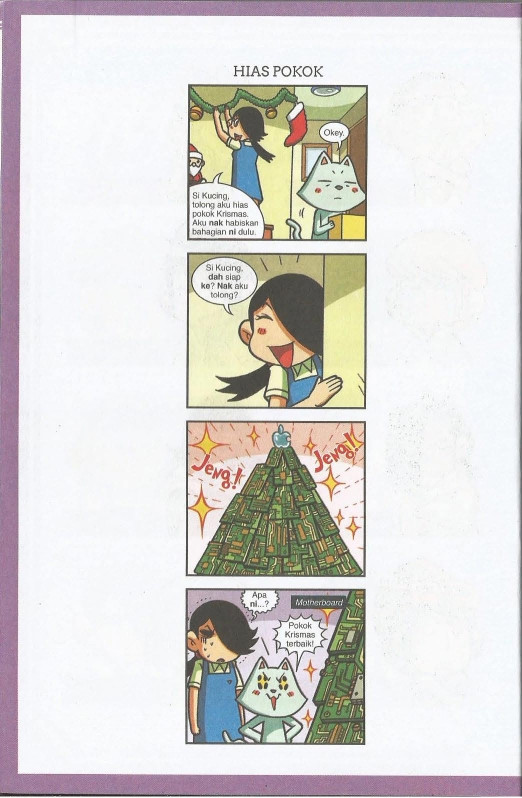 HIAS POKOK
Okey.
Si Kucing,
tolong aku hias
pokok Krismas.
Aku nak habiskan
bahagian ni dulu.
Si Kucing,
dah siap
ke? Nak aku
tolong?
Jeng!
Jeng!
Apa
ni...?
Motherboard
Pokok
Krismas
terbaik!